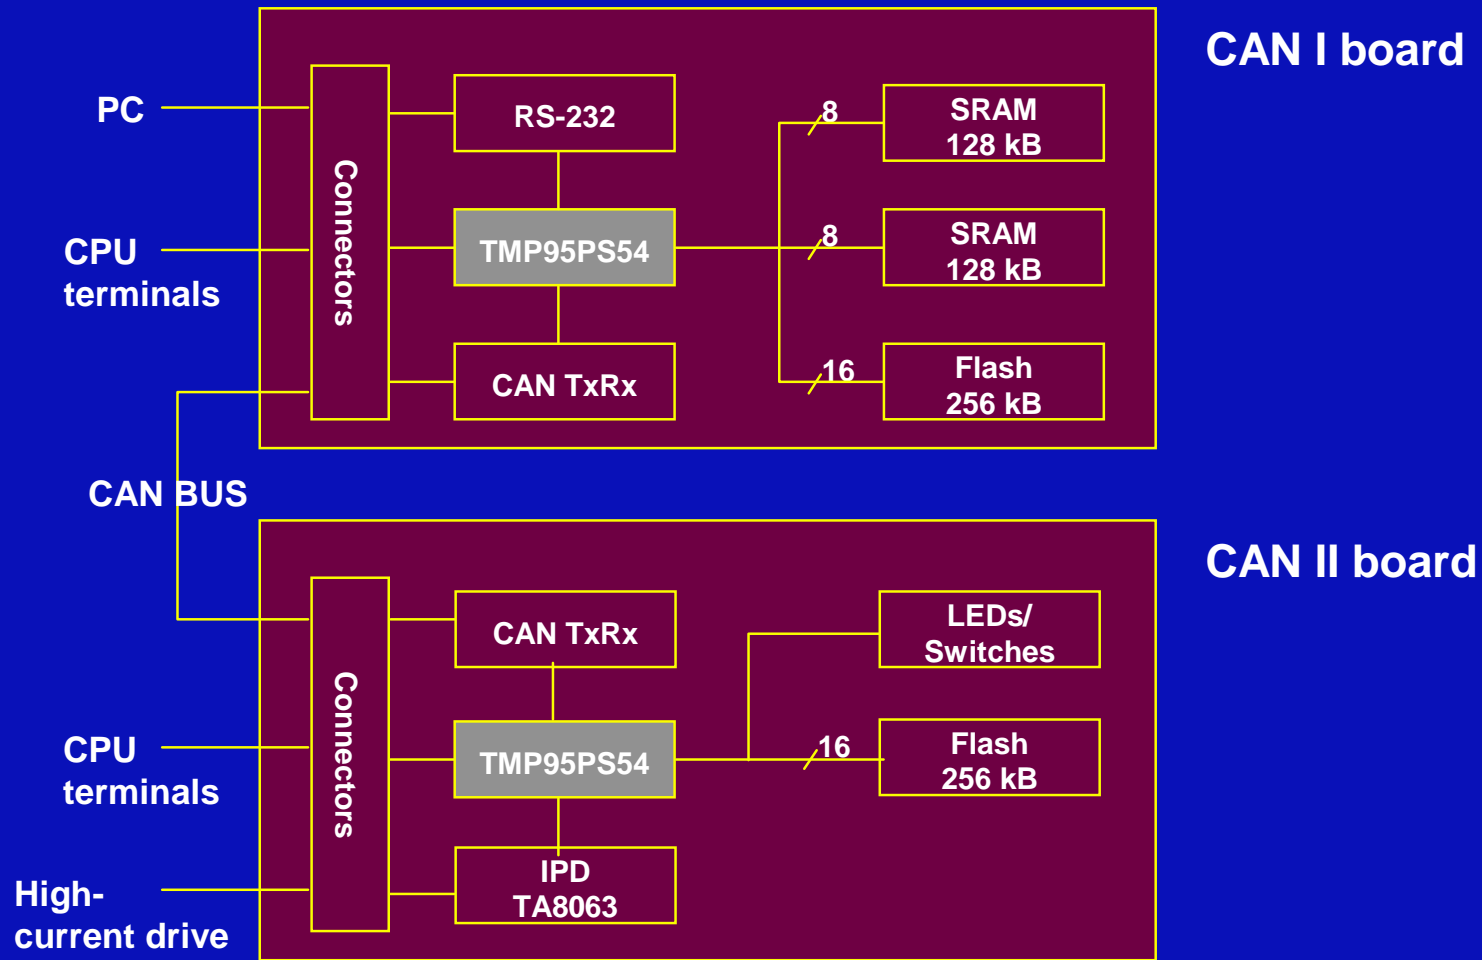 CAN I board
PC
RS-232
8
SRAM
128 kB
Connectors
CPU
terminals
TMP95PS54
8
SRAM
128 kB
CAN TxRx
16
Flash
256 kB
CAN BUS
CAN II board
CAN TxRx
LEDs/
Switches
Connectors
CPU
terminals
TMP95PS54
16
Flash
256 kB
High-
current drive
IPD
TA8063